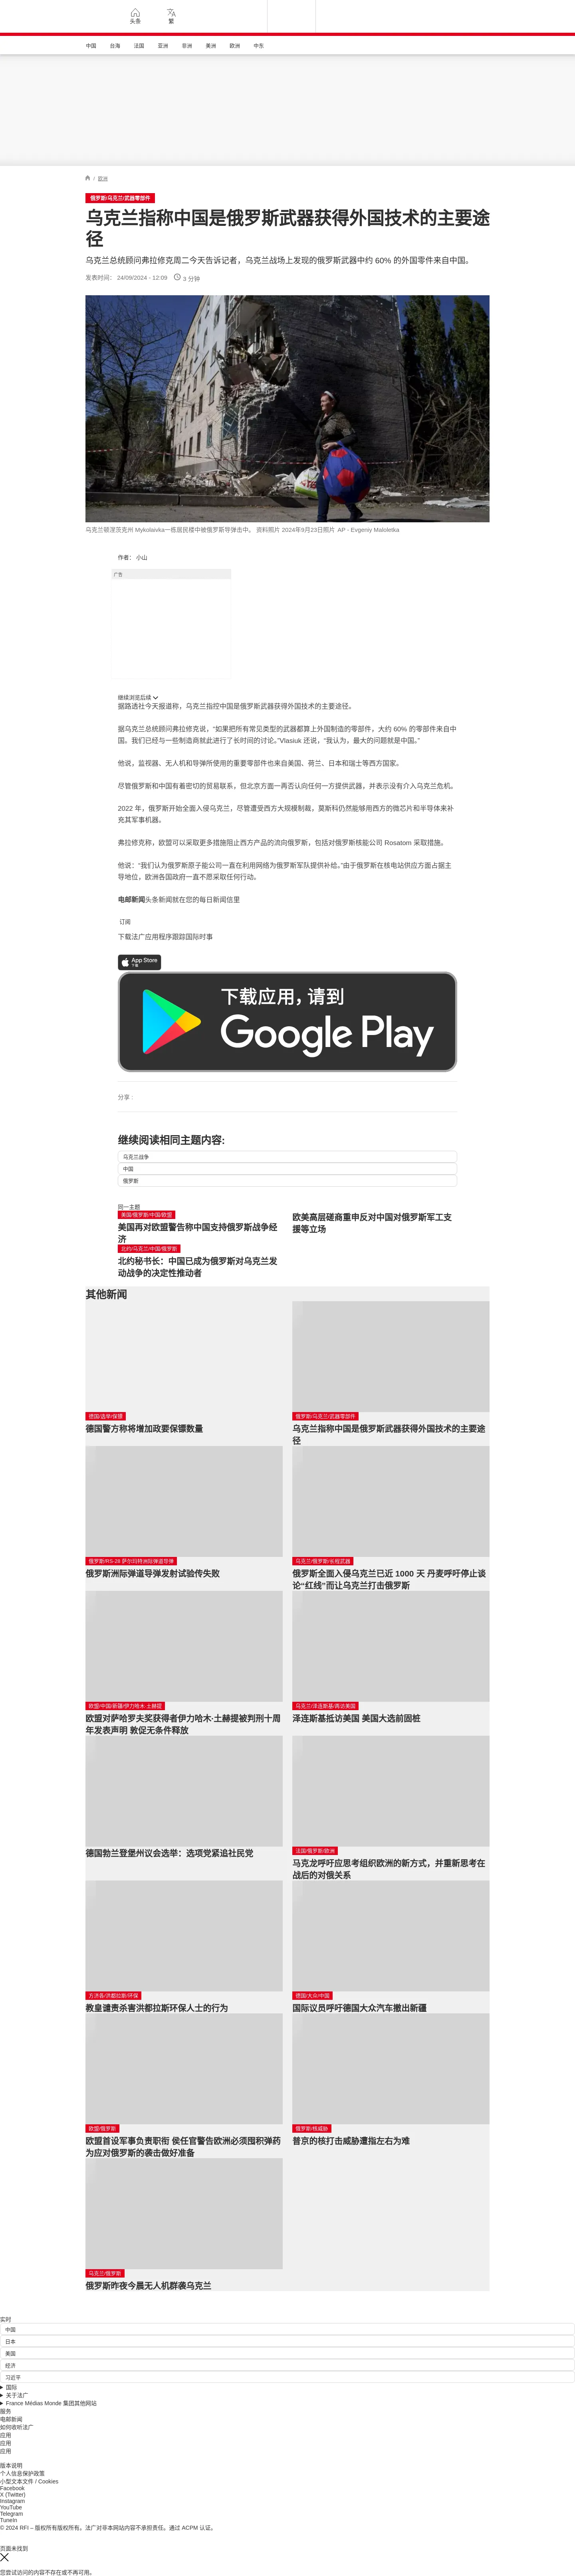 头条
繁
中国
台海
法国
亚洲
非洲
美洲
欧洲
中东
/ 欧洲
俄罗斯/乌克兰/武器零部件
乌克兰指称中国是俄罗斯武器获得外国技术的主要途
径
乌克兰总统顾问弗拉修克周二今天告诉记者，乌克兰战场上发现的俄罗斯武器中约 60% 的外国零件来自中国。
发表时间： 24/09/2024 - 12:09
3 分钟
乌克兰顿涅茨克州 Mykolaivka一栋居民楼中被俄罗斯导弹击中。 资料照片 2024年9月23日照片 AP - Evgeniy Maloletka
作者： 小山
广告
继续浏览后续
据路透社今天报道称，乌克兰指控中国是俄罗斯武器获得外国技术的主要途径。
据乌克兰总统顾问弗拉修克说，“如果把所有常见类型的武器都算上外国制造的零部件，大约 60% 的零部件来自中
国。我们已经与一些制造商就此进行了长时间的讨论。”Vlasiuk 还说，“我认为，最大的问题就是中国。”
他说，监视器、无人机和导弹所使用的重要零部件也来自美国、荷兰、日本和瑞士等西方国家。
尽管俄罗斯和中国有着密切的贸易联系，但北京方面一再否认向任何一方提供武器，并表示没有介入乌克兰危机。
2022 年，俄罗斯开始全面入侵乌克兰，尽管遭受西方大规模制裁，莫斯科仍然能够用西方的微芯片和半导体来补
充其军事机器。
弗拉修克称，欧盟可以采取更多措施阻止西方产品的流向俄罗斯，包括对俄罗斯核能公司 Rosatom 采取措施。
他说：“我们认为俄罗斯原子能公司一直在利用网络为俄罗斯军队提供补给。”由于俄罗斯在核电站供应方面占据主
导地位，欧洲各国政府一直不愿采取任何行动。
电邮新闻头条新闻就在您的每日新闻信里
订阅
下载法广应用程序跟踪国际时事
App Store
下载
下载应用，请到
Google Play
分享 :
继续阅读相同主题内容:
乌克兰战争
中国
俄罗斯
同一主题
美国/俄罗斯/中国/欧盟
美国再对欧盟警告称中国支持俄罗斯战争经
济
欧美高层磋商重申反对中国对俄罗斯军工支
援等立场
北约/乌克兰/中国/俄罗斯
北约秘书长：中国已成为俄罗斯对乌克兰发
动战争的决定性推动者
其他新闻
德国/选举/保镖
德国警方称将增加政要保镖数量
俄罗斯/乌克兰/武器零部件
乌克兰指称中国是俄罗斯武器获得外国技术的主要途
径
俄罗斯/RS-28 萨尔玛特洲际弹道导弹
俄罗斯洲际弹道导弹发射试验传失败
乌克兰/俄罗斯/长程武器
俄罗斯全面入侵乌克兰已近 1000 天 丹麦呼吁停止谈
论“红线”而让乌克兰打击俄罗斯
欧盟/中国/新疆/伊力哈木·土赫提
欧盟对萨哈罗夫奖获得者伊力哈木·土赫提被判刑十周
年发表声明 敦促无条件释放
乌克兰/泽连斯基/再访美国
泽连斯基抵访美国 美国大选前固桩
德国勃兰登堡州议会选举：选项党紧追社民党
法国/俄罗斯/欧洲
马克龙呼吁应思考组织欧洲的新方式，并重新思考在
战后的对俄关系
方济各/洪都拉斯/环保
教皇谴责杀害洪都拉斯环保人士的行为
德国/大众/中国
国际议员呼吁德国大众汽车撤出新疆
欧盟/俄罗斯
欧盟首设军事负责职衔 侯任官警告欧洲必须囤积弹药
为应对俄罗斯的袭击做好准备
俄罗斯/核威胁
普京的核打击威胁遭指左右为难
乌克兰/俄罗斯
俄罗斯昨夜今晨无人机群袭乌克兰
实时
中国
日本
美国
经济
习近平
国际
关于法广
France Médias Monde 集团其他网站
服务
电邮新闻
如何收听法广
应用
应用
应用
版本说明
个人信息保护政策
小型文本文件 / Cookies
Facebook
X (Twitter)
Instagram
YouTube
Telegram
TuneIn
© 2024 RFI – 版权所有版权所有。法广对非本网站内容不承担责任。通过 ACPM 认证。
页面未找到
您尝试访问的内容不存在或不再可用。